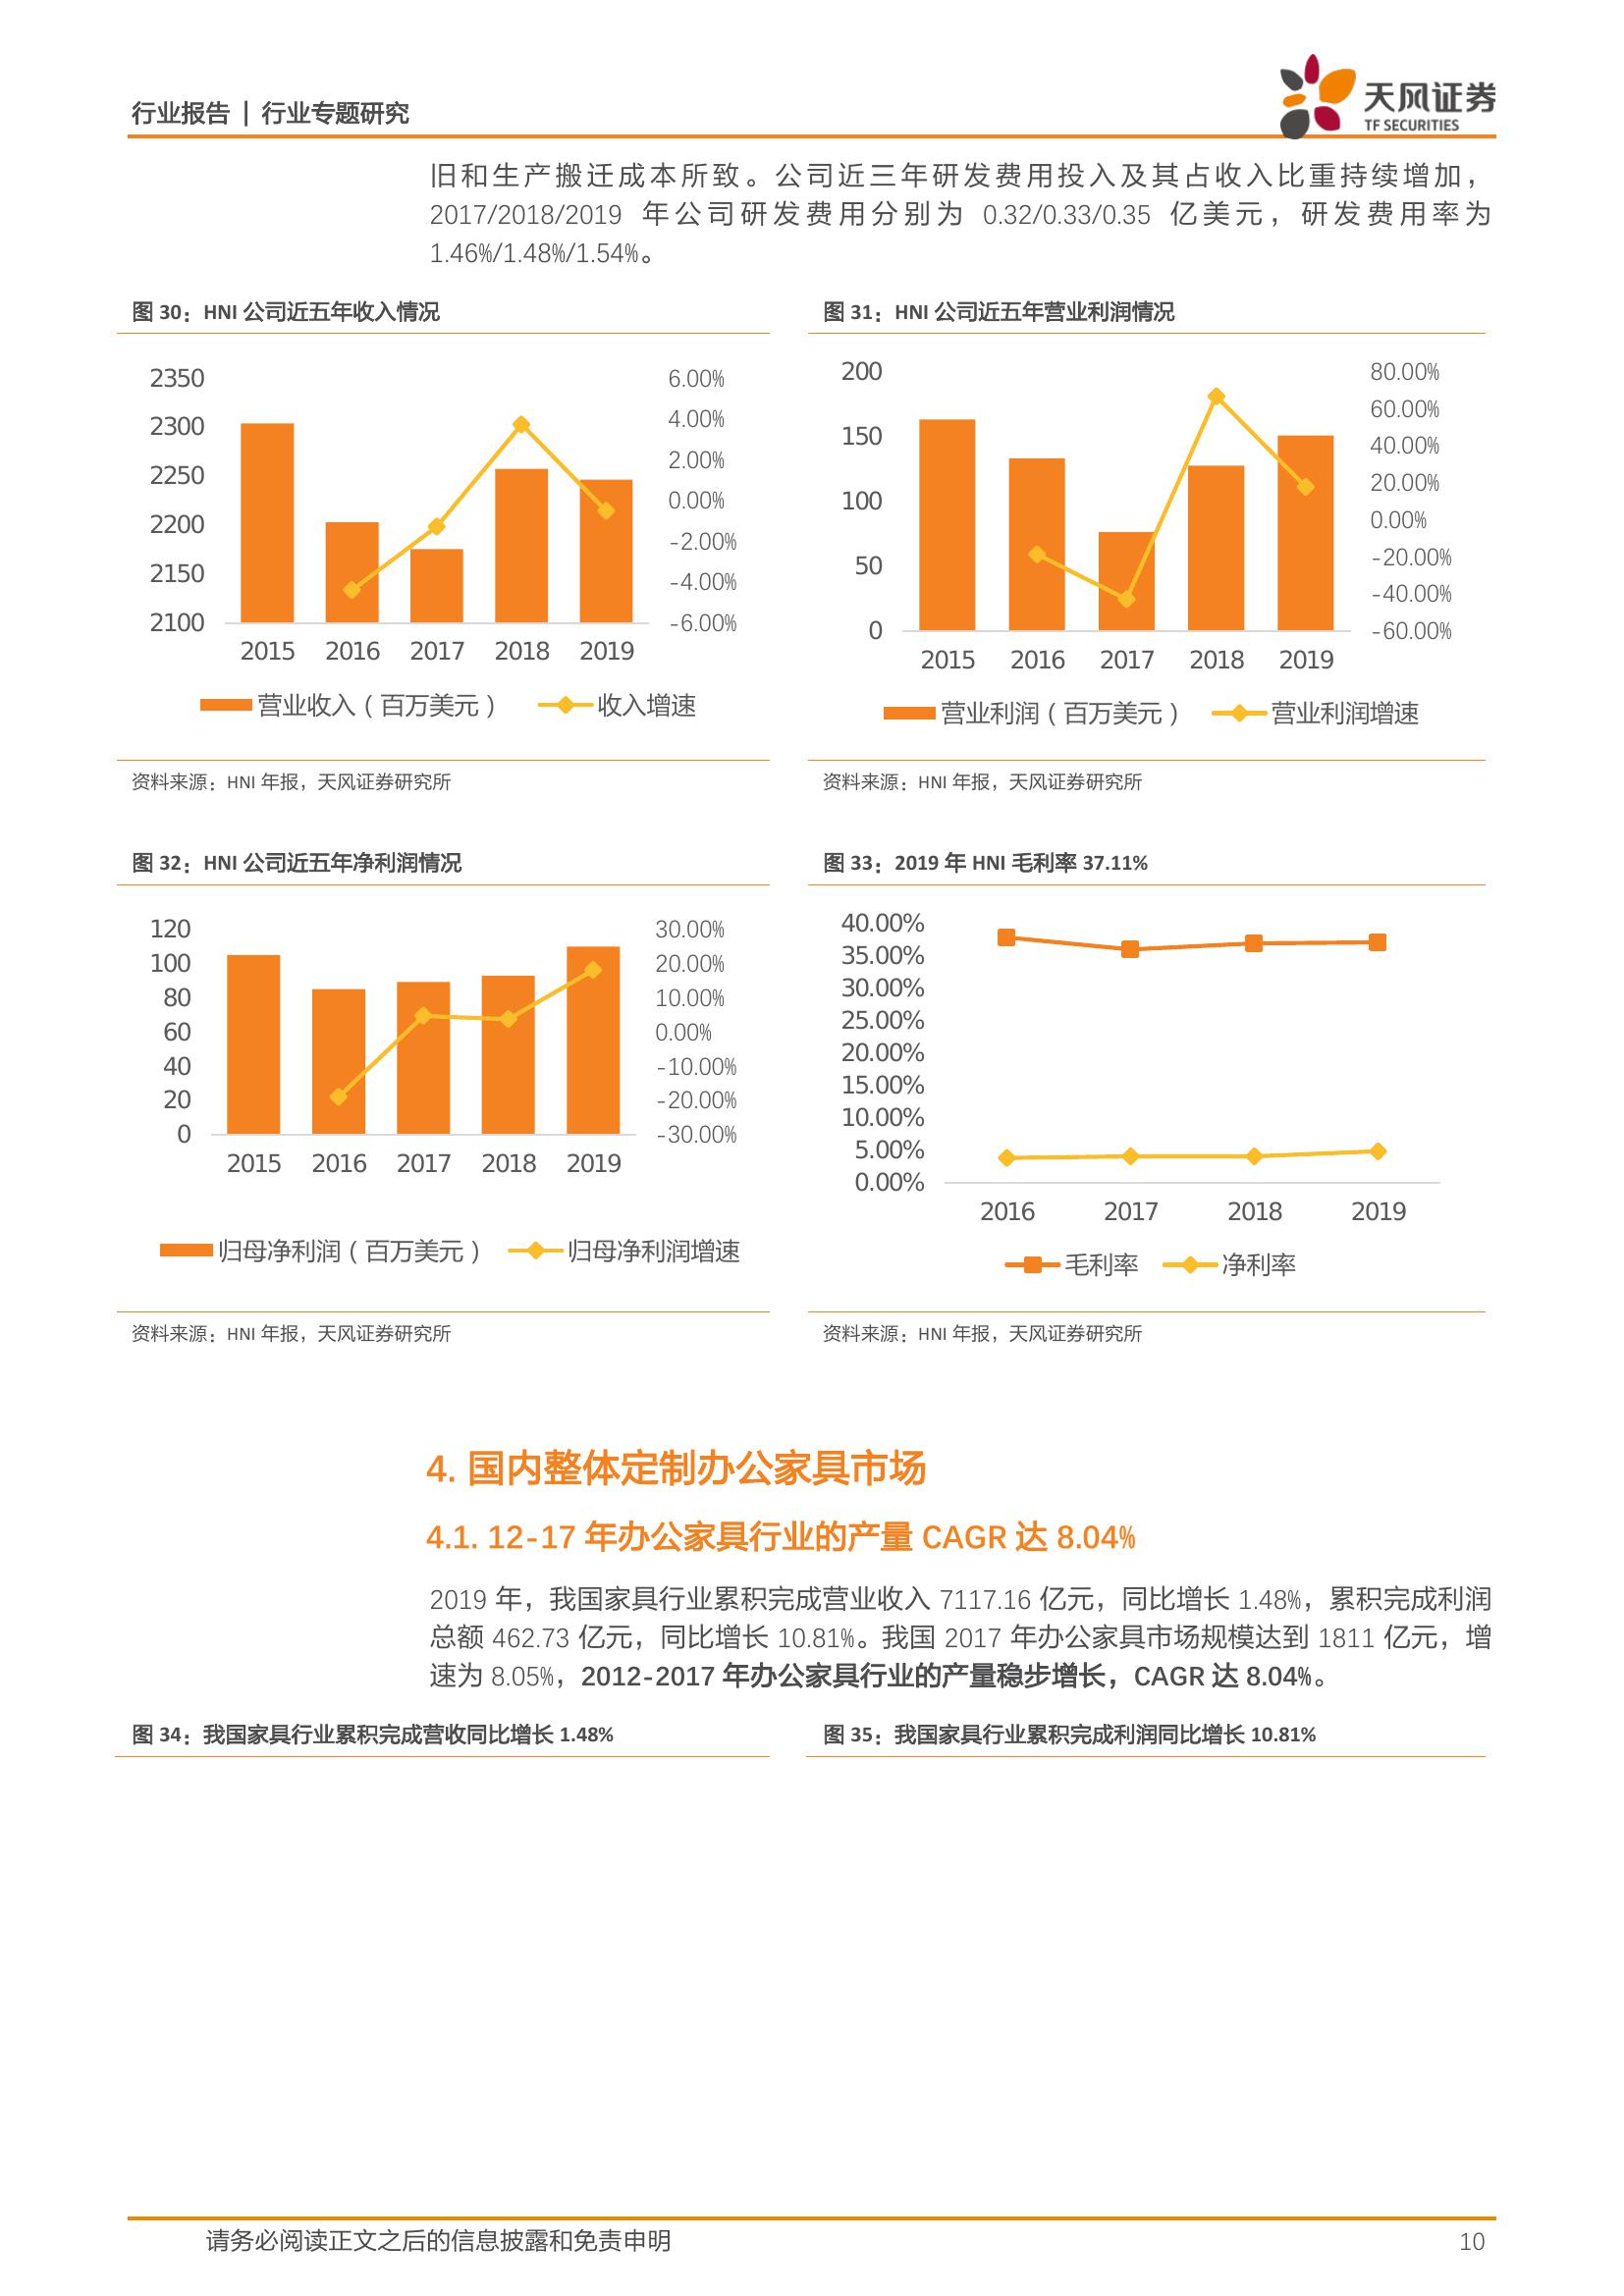 行业报告 | 行业专题研究
天风证券
TF SECURITIES
旧和生产搬迁成本所致。公司近三年研发费用投入及其占收入比重持续增加，
2017/2018/2019 年公司研发费用分别为 0.32/0.33/0.35 亿美元，研发费用率为
1.46%/1.48%/1.54%。
图 30：HNI 公司近五年收入情况
2350
2300
2250
2200
2150
2100
6.00%
4.00%
2.00%
0.00%
-2.00%
-4.00%
-6.00%
2015 2016 2017 2018 2019
营业收入（百万美元） 收入增速
资料来源：HNI 年报，天风证券研究所
图 31：HNI 公司近五年营业利润情况
200
150
100
50
0
80.00%
60.00%
40.00%
20.00%
0.00%
-20.00%
-40.00%
-60.00%
2015 2016 2017 2018 2019
营业利润（百万美元） 营业利润增速
资料来源：HNI 年报，天风证券研究所
图 32：HNI 公司近五年净利润情况
120
100
80
60
40
20
0
30.00%
20.00%
10.00%
0.00%
-10.00%
-20.00%
-30.00%
2015 2016 2017 2018 2019
归母净利润（百万美元） 归母净利润增速
资料来源：HNI 年报，天风证券研究所
图 33：2019 年 HNI 毛利率 37.11%
40.00%
35.00%
30.00%
25.00%
20.00%
15.00%
10.00%
5.00%
0.00%
2016 2017 2018 2019
毛利率 净利率
资料来源：HNI 年报，天风证券研究所
4. 国内整体定制办公家具市场
4.1. 12-17 年办公家具行业的产量 CAGR 达 8.04%
2019 年，我国家具行业累积完成营业收入 7117.16 亿元，同比增长 1.48%，累积完成利润
总额 462.73 亿元，同比增长 10.81%。我国 2017 年办公家具市场规模达到 1811 亿元，增
速为 8.05%，2012-2017 年办公家具行业的产量稳步增长，CAGR 达 8.04%。
图 34：我国家具行业累积完成营收同比增长 1.48%
图 35：我国家具行业累积完成利润同比增长 10.81%
请务必阅读正文之后的信息披露和免责申明
10